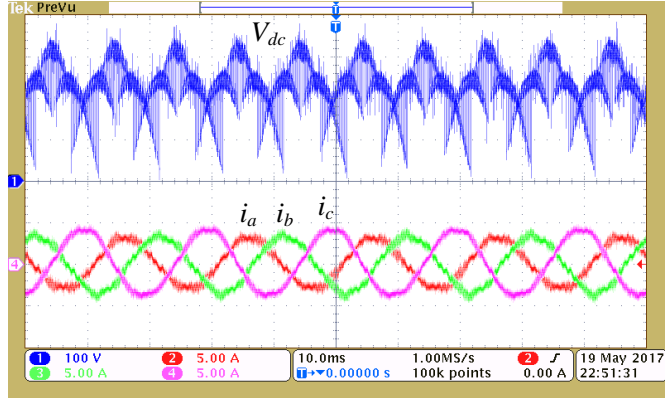 Tek PreVu
T
T
V_dc
1
i_a i_b i_c
4
1 100 V 2 5.00 A 10.0ms 1.00MS/s 2 ʃ 19 May 2017
3 5.00 A 4 5.00 A T→▼0.00000 s 100k points 0.00 A 22:51:31